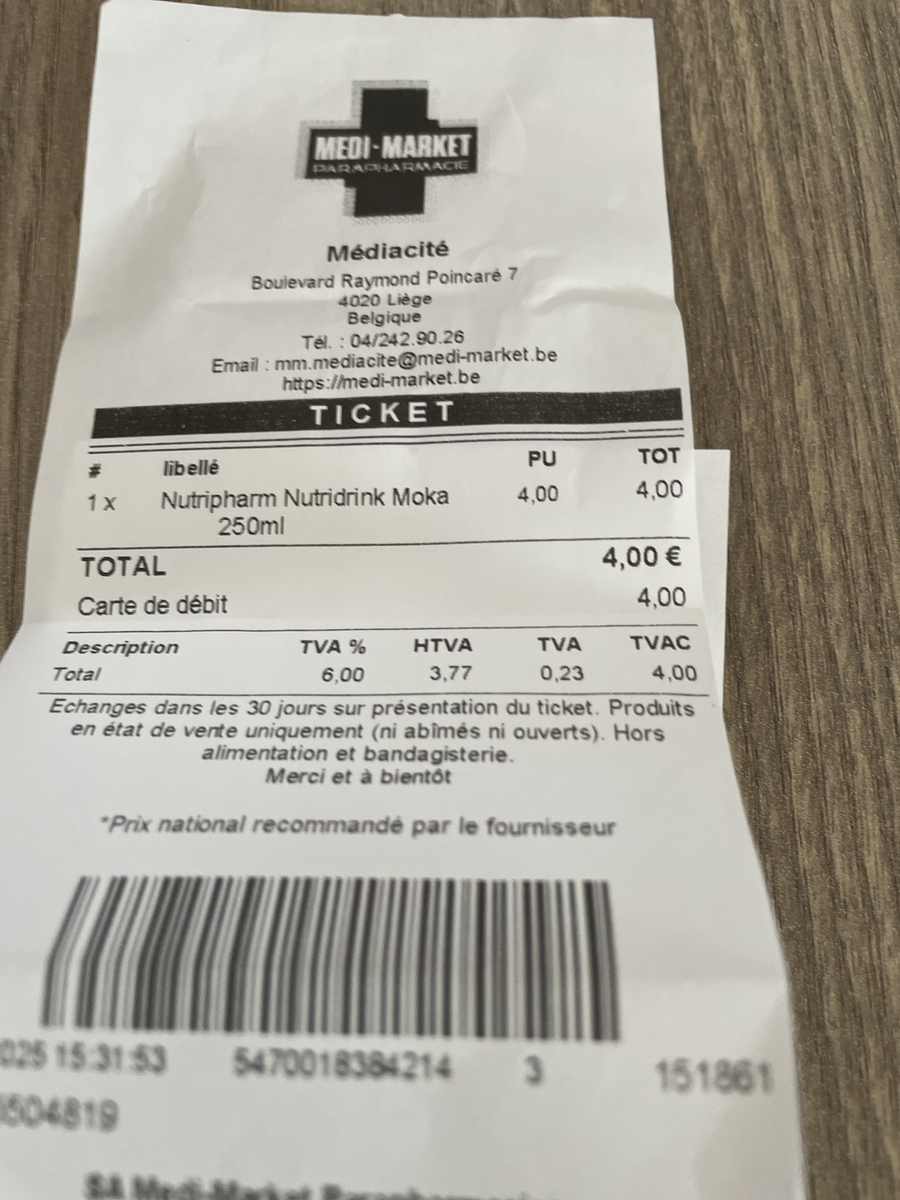 MEDI-MARKET
PARAPHARMACIE
Médiacité
Boulevard Raymond Poincaré 7
4020 Liège
Belgique
Tél. : 04/242.90.26
Email : mm.mediacite@medi-market.be
https://medi-market.be
TICKET
# libellé PU TOT
1 x Nutripharm Nutridrink Moka 4,00 4,00
250ml
TOTAL 4,00 €
Carte de débit 4,00
Description TVA % HTVA TVA TVAC
Total 6,00 3,77 0,23 4,00
Echanges dans les 30 jours sur présentation du ticket. Produits
en état de vente uniquement (ni abîmés ni ouverts). Hors
alimentation et bandagisterie.
Merci et à bientôt
*Prix national recommandé par le fournisseur
025 15:31:53 5470018384214 3 151861
504819
SA Medi-Market